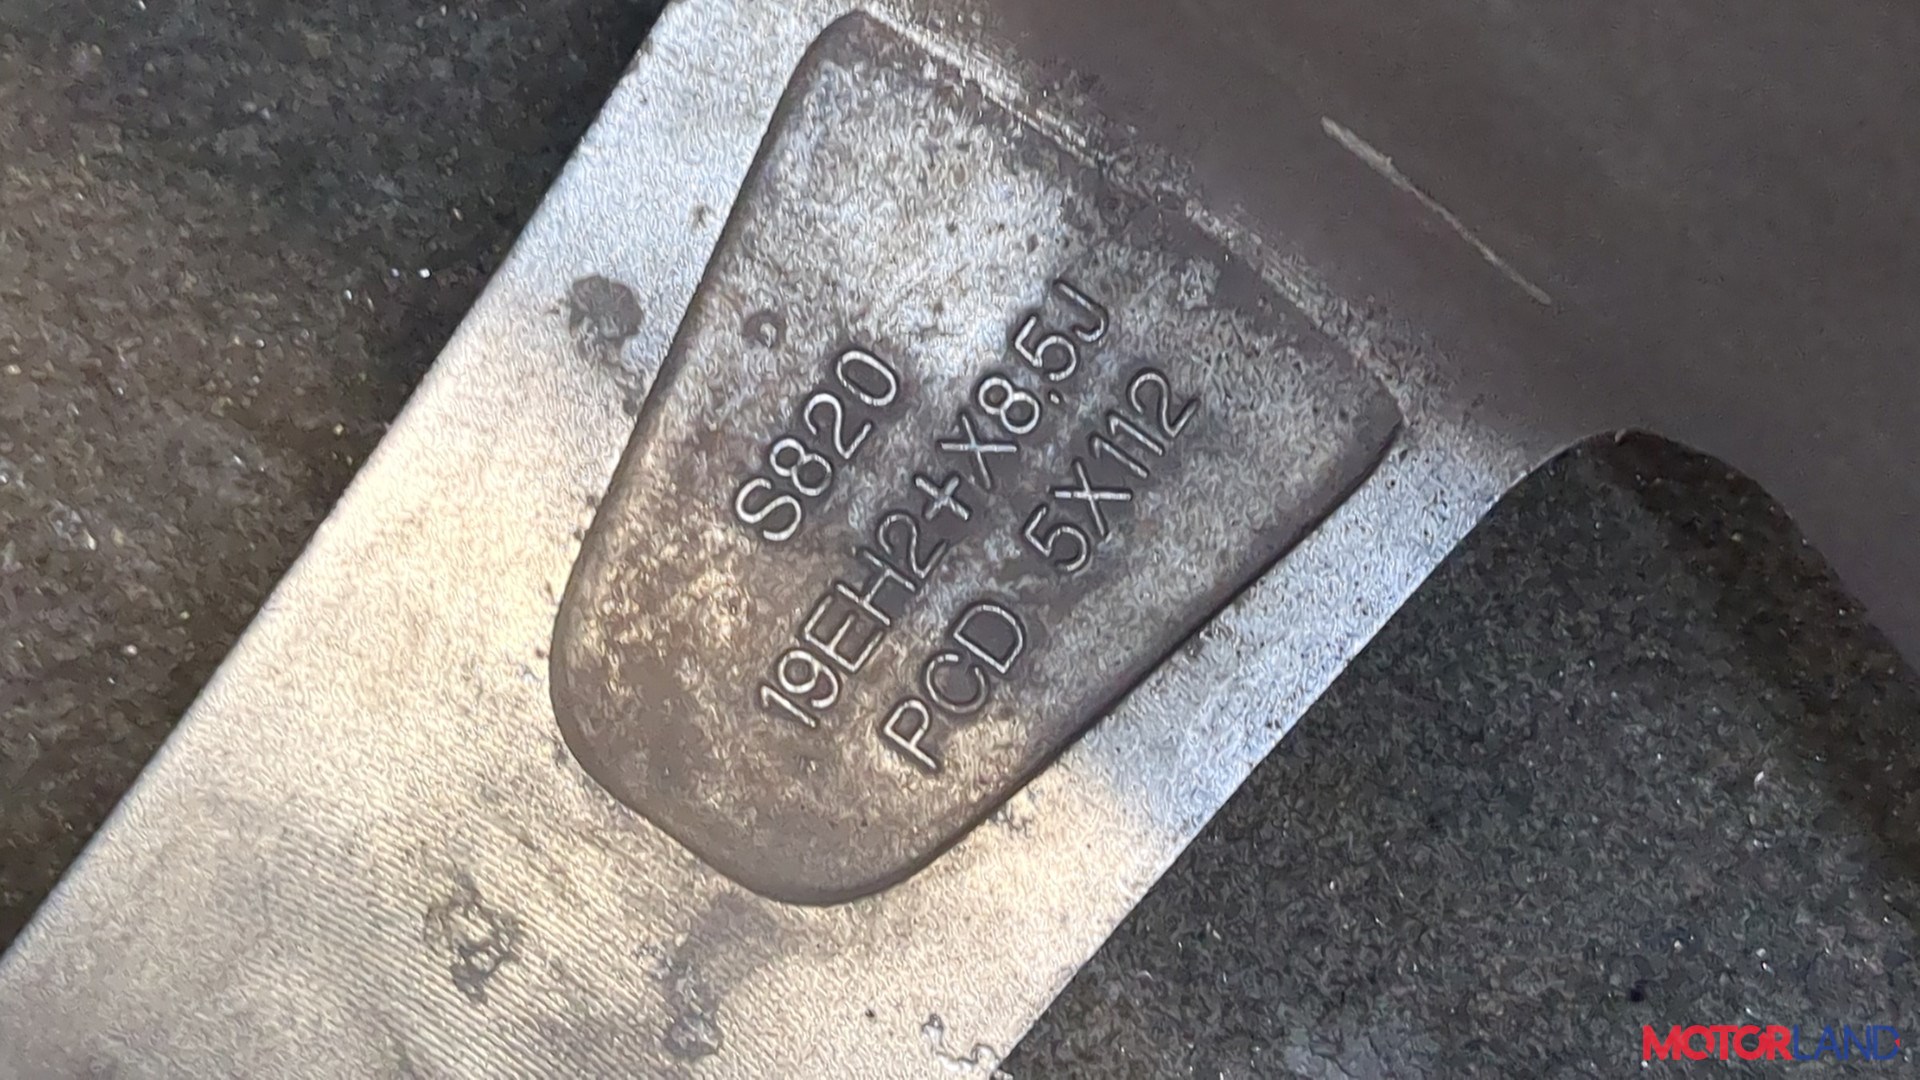 S820
19EH2+X8.5J
PCD 5X112
MOTORLAND